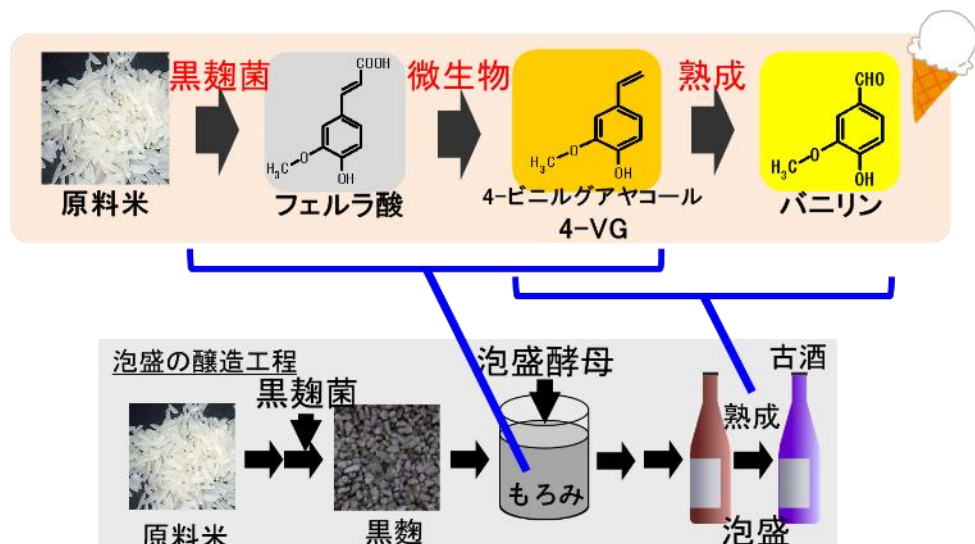 黒麹菌
微生物
熟成
COOH
H₃C
O
OH
H₃C
O
OH
CHO
H₃C
O
OH
原料米
フェルラ酸
4-ビニルグアヤコール
4-VG
バニリン
泡盛の醸造工程
黒麹菌
泡盛酵母
古酒
熟成
もろみ
原料米
黒麹
泡盛